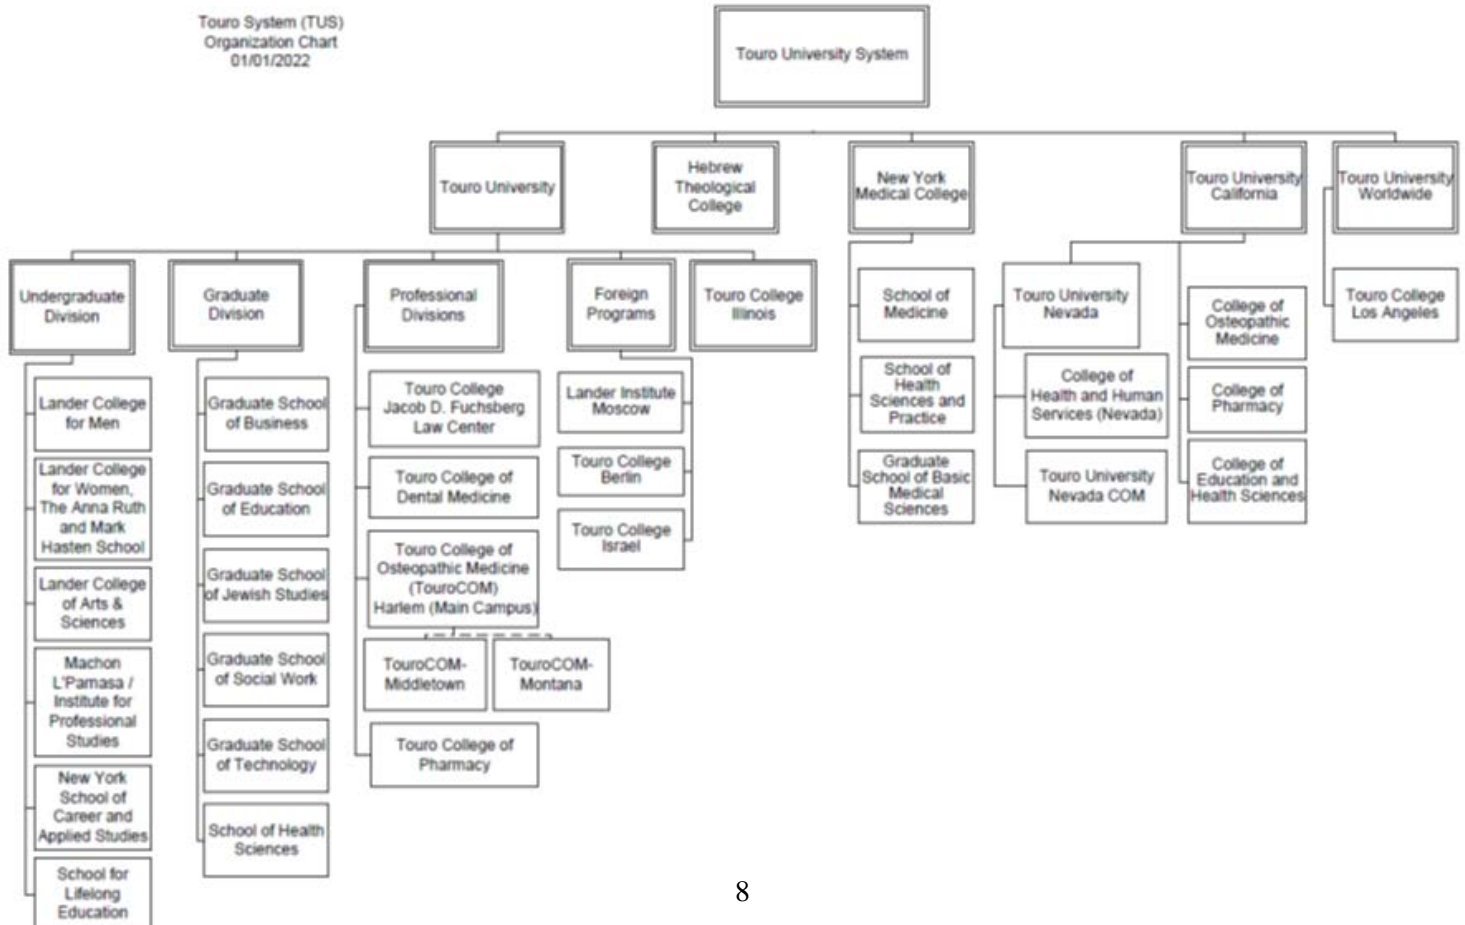 Touro System (TUS)
Organization Chart
01/01/2022
Touro University System
Touro University
Hebrew
Theological
College
New York
Medical College
Touro University
California
Touro University
Worldwide
Undergraduate
Division
Graduate
Division
Professional
Divisions
Foreign
Programs
Touro College
Illinois
School of
Medicine
Touro University
Nevada
College of
Osteopathic
Medicine
Touro College
Los Angeles
Lander College
for Men
Lander College
for Women,
The Anna Ruth
and Mark
Hasten School
Lander College
of Arts &
Sciences
Machon
L'Parnasa /
Institute for
Professional
Studies
New York
School of
Career and
Applied Studies
School for
Lifelong
Education
Graduate School
of Business
Graduate School
of Education
Graduate School
of Jewish Studies
Graduate School
of Social Work
Graduate School
of Technology
School of Health
Sciences
Touro College
Jacob D. Fuchsberg
Law Center
Touro College of
Dental Medicine
Touro College of
Osteopathic Medicine
(TouroCOM)
Harlem (Main Campus)
TouroCOM-
Middletown
TouroCOM-
Montana
Touro College of
Pharmacy
Lander Institute
Moscow
Touro College
Berlin
Touro College
Israel
School of
Health
Sciences and
Practice
Graduate
School of Basic
Medical
Sciences
College of
Health and Human
Services (Nevada)
Touro University
Nevada COM
College of
Pharmacy
College of
Education and
Health Sciences
8